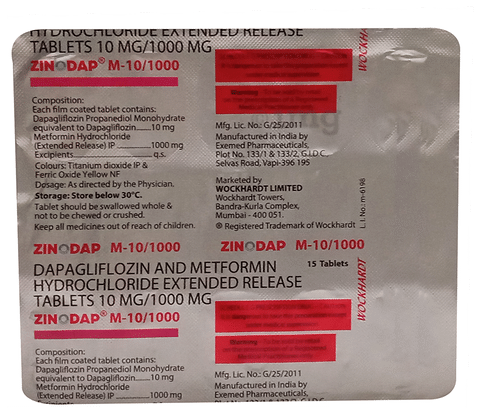 HYDROCHLORIDE EXTENDED RELEASE
TABLETS 10 MG/1000 MG
ZINODAP® M-10/1000
Composition:
Each film coated tablet contains:
Dapagliflozin Propanediol Monohydrate
equivalent to Dapagliflozin......10 mg
Metformin Hydrochloride
(Extended Release) IP............1000 mg
Excipients............q.s.
Colours: Titanium dioxide IP &
Ferric Oxide Yellow NF
Dosage: As directed by the Physician.
Storage: Store below 30°C.
Tablet should be swallowed whole &
not to be chewed or crushed.
Keep all medicines out of reach of children.
WOCKHARDT
Warning
Mfg. Lic. No.: G/25/2011
Manufactured in India by
Exemed Pharmaceuticals,
Plot No. 133/1 & 133/2, G.I.D.C.,
Selvas Road, Vapi-396 195
Marketed by
WOCKHARDT LIMITED
Wockhardt Towers,
Bandra-Kurla Complex,
Mumbai - 400 051.
® Registered Trademark of Wockhardt
L.I. No.: m-6198
ZINODAP M-10/1000
ZINODAP M-10/1000
DAPAGLIFLOZIN AND METFORMIN
15 Tablets
HYDROCHLORIDE EXTENDED RELEASE
TABLETS 10 MG/1000 MG
ZINODAP® M-10/1000
WOCKHARDT
Warning
Composition:
Each film coated tablet contains:
Dapagliflozin Propanediol Monohydrate
equivalent to Dapagliflozin......10 mg
Metformin Hydrochloride
(Extended Release) IP............1000 mg
Mfg. Lic. No.: G/25/2011
Manufactured in India by
Exemed Pharmaceuticals,